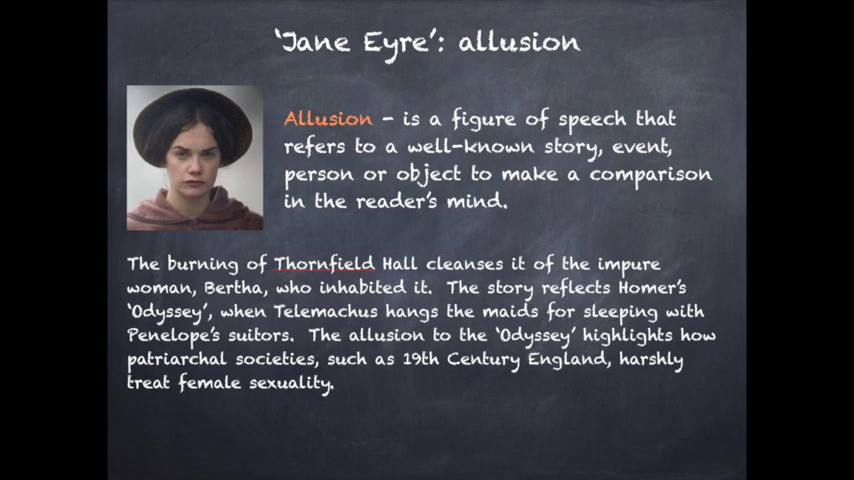 ‘Jane Eyre’: allusion
Allusion - is a figure of speech that
refers to a well-known story, event,
person or object to make a comparison
in the reader's mind.
The burning of Thornfield Hall cleanses it of the impure
woman, Bertha, who inhabited it. The story reflects Homer's
‘Odyssey’, when Telemachus hangs the maids for sleeping with
Penelope's suitors. The allusion to the ‘Odyssey’ highlights how
patriarchal societies, such as 19th Century England, harshly
treat female sexuality.